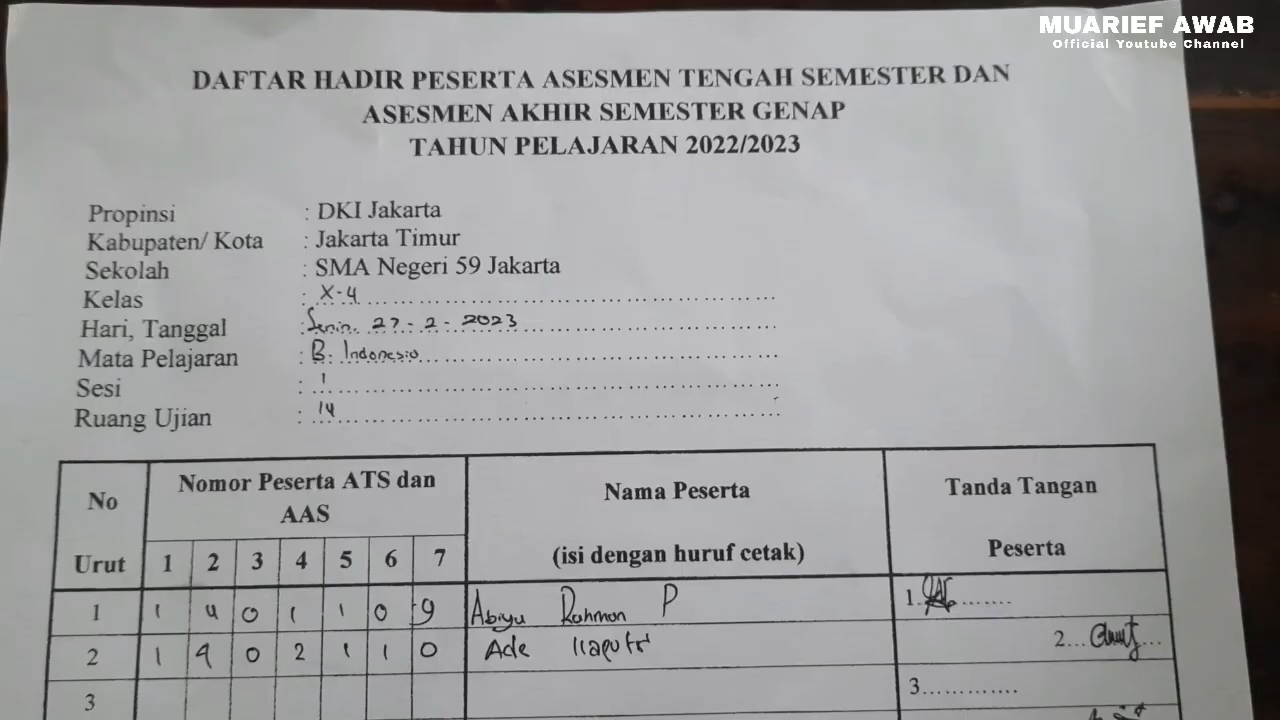 MUARIEF AWAB
Official Youtube Channel
DAFTAR HADIR PESERTA ASESMEN TENGAH SEMESTER DAN
ASESMEN AKHIR SEMESTER GENAP
TAHUN PELAJARAN 2022/2023
Propinsi : DKI Jakarta
Kabupaten/ Kota : Jakarta Timur
Sekolah : SMA Negeri 59 Jakarta
Kelas : X-4
Hari, Tanggal : Senin, 27-2-2023
Mata Pelajaran : B. Indonesia
Sesi : 1
Ruang Ujian : 14
No Urut
Nomor Peserta ATS dan
AAS
1 2 3 4 5 6 7
Nama Peserta
(isi dengan huruf cetak)
Tanda Tangan
Peserta
1 1 4 0 1 1 0 9 Abiyu Rahman P 1.
2 1 4 0 2 1 1 0 Ade 2...
3 3.............